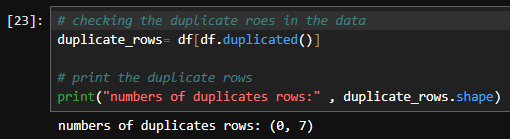 [23]: # checking the duplicate roes in the data
duplicate_rows= df[df.duplicated()]
# print the duplicate rows
print("numbers of duplicates rows:" , duplicate_rows.shape)
numbers of duplicates rows: (0, 7)